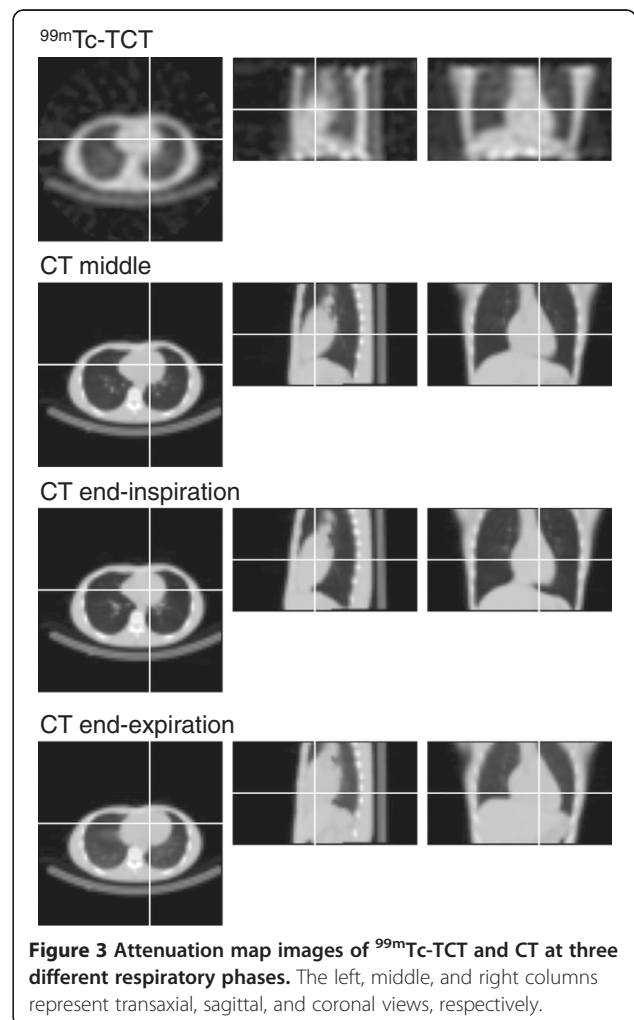 99mTc-TCT
CT middle
CT end-inspiration
CT end-expiration
Figure 3 Attenuation map images of 99mTc-TCT and CT at three
different respiratory phases. The left, middle, and right columns
represent transaxial, sagittal, and coronal views, respectively.